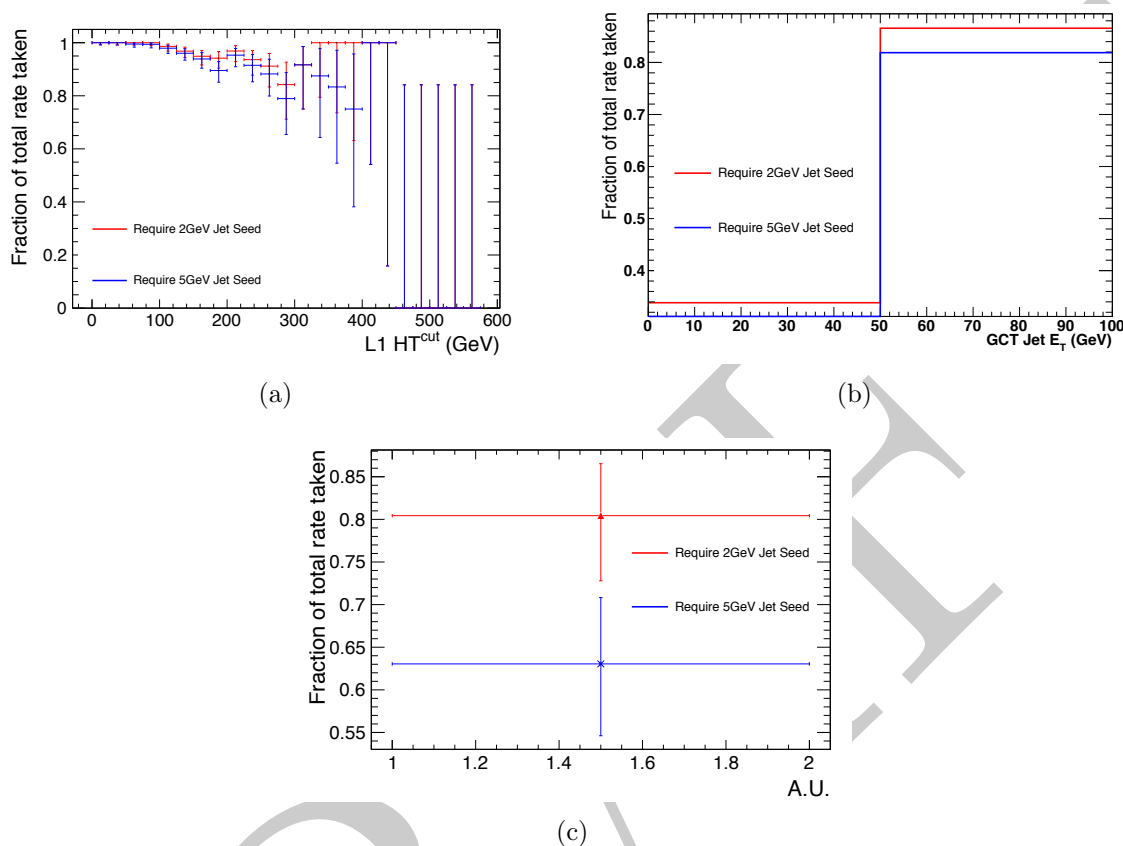 Fraction of total rate taken
1
0.8
0.6
0.4
0.2
0
Require 2GeV Jet Seed
Require 5GeV Jet Seed
0 100 200 300 400 500 600
L1 HT^cut (GeV)
(a)
Fraction of total rate taken
0.8
0.7
0.6
0.5
0.4
Require 2GeV Jet Seed
Require 5GeV Jet Seed
0 10 20 30 40 50 60 70 80 90 100
GCT Jet E_T (GeV)
(b)
Fraction of total rate taken
0.85
0.8
0.75
0.7
0.65
0.6
0.55
Require 2GeV Jet Seed
Require 5GeV Jet Seed
1 1.2 1.4 1.6 1.8 2
A.U.
(c)